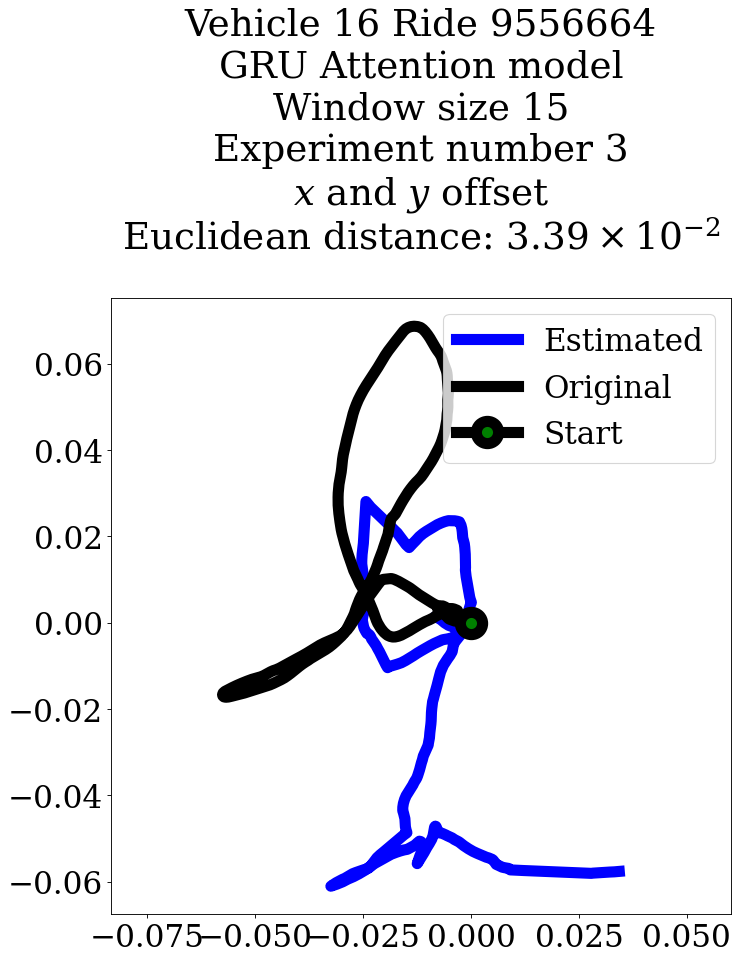 Vehicle 16 Ride 9556664
GRU Attention model
Window size 15
Experiment number 3
x and y offset
Euclidean distance: 3.39 × 10⁻²
Estimated
Original
Start
0.06
0.04
0.02
0.00
−0.02
−0.04
−0.06
−0.075 −0.050 −0.025 0.000 0.025 0.050